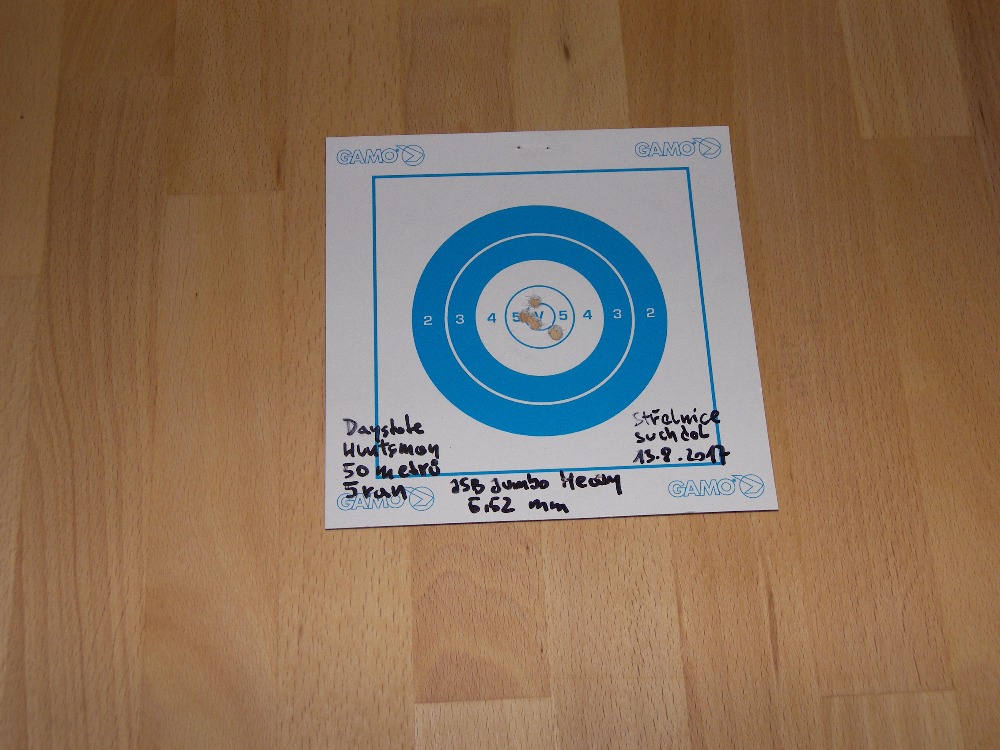 GAMO GAMO
2 3 4 5 V 5 4 3 2
Daystate
Huntsman
50 metrů
5 ran
Střelnice
suchdol
13.8.2017
JSB Jumbo Heavy
5.52 mm
GAMO GAMO